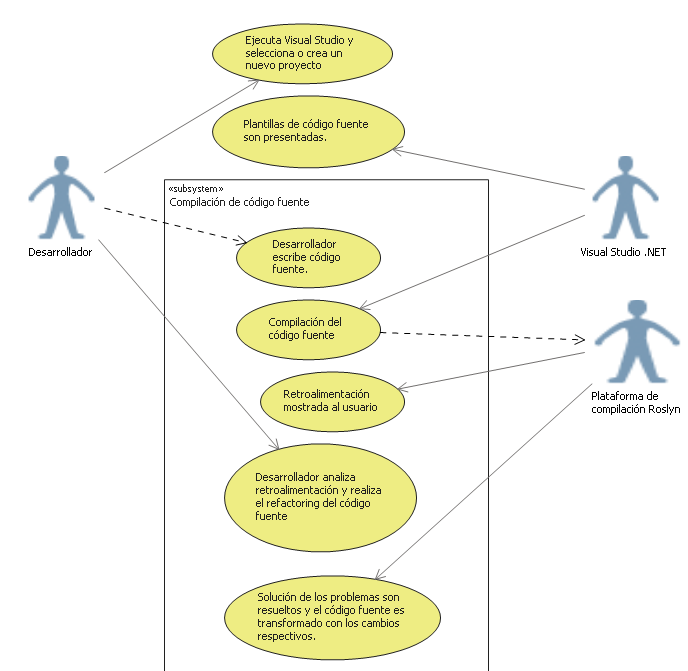 Ejecuta Visual Studio y
selecciona o crea un
nuevo proyecto
Plantillas de código fuente
son presentadas.
«subsystem»
Compilación de código fuente
Desarrollador
Visual Studio .NET
Desarrollador
escribe código
fuente.
Compilación del
código fuente
Retroalimentación
mostrada al usuario
Plataforma de
compilación Roslyn
Desarrollador analiza
retroalimentación y realiza
el refactoring del código
fuente
Solución de los problemas son
resueltos y el código fuente es
transformado con los cambios
respectivos.